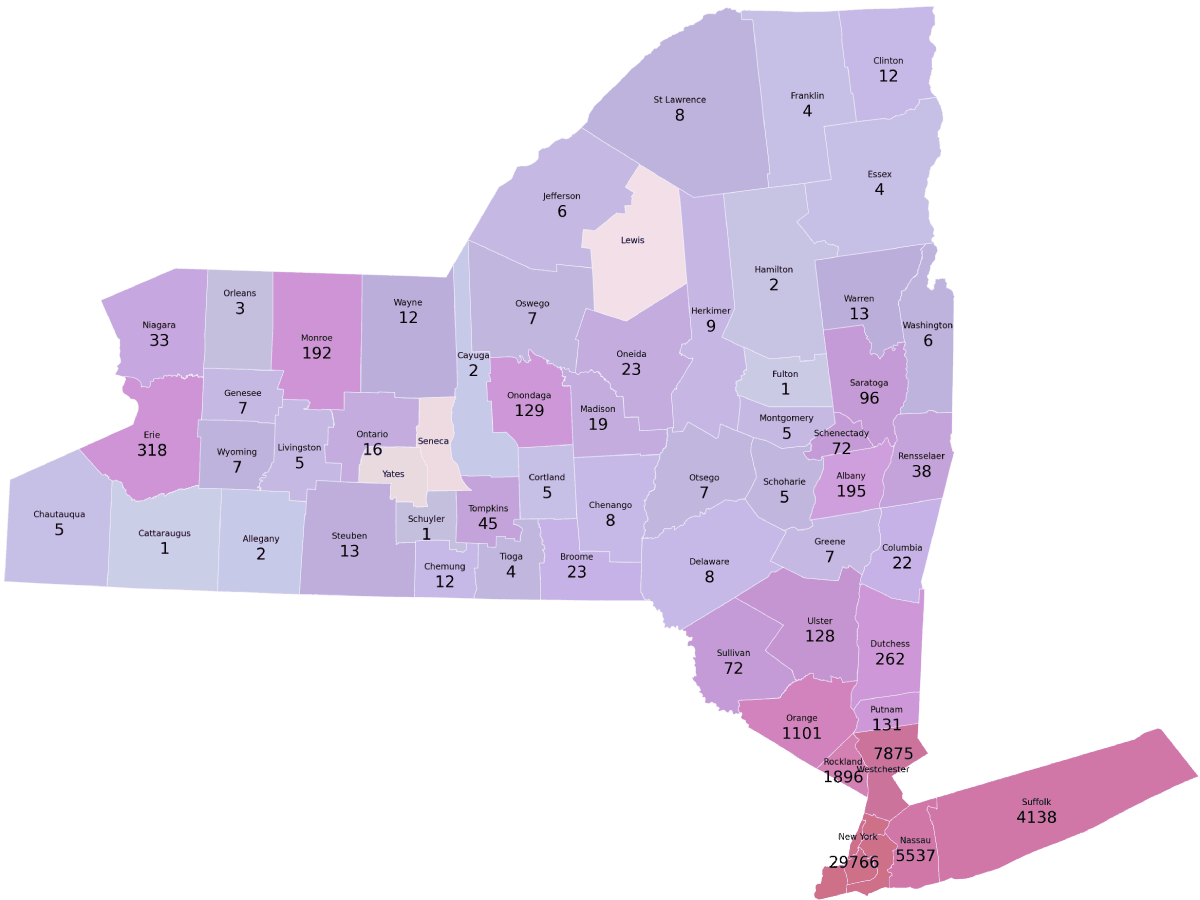 Clinton
12
St Lawrence
8
Franklin
4
Essex
4
Jefferson
6
Lewis
Hamilton
2
Orleans
3
Wayne
12
Oswego
7
Herkimer
9
Warren
13
Washington
6
Niagara
33
Monroe
192
Cayuga
2
Oneida
23
Fulton
1
Saratoga
96
Genesee
7
Onondaga
129
Madison
19
Montgomery
5
Erie
318
Wyoming
7
Livingston
5
Ontario
16
Seneca
Schenectady
72
Rensselaer
38
Yates
Cortland
5
Otsego
7
Schoharie
5
Albany
195
Chautauqua
5
Cattaraugus
1
Allegany
2
Steuben
13
Schuyler
1
Tompkins
45
Chenango
8
Chemung
12
Tioga
4
Broome
23
Delaware
8
Greene
7
Columbia
22
Ulster
128
Dutchess
262
Sullivan
72
Orange
1101
Putnam
131
7875
Westchester
Rockland
1896
Suffolk
4138
New York
29766
Nassau
5537